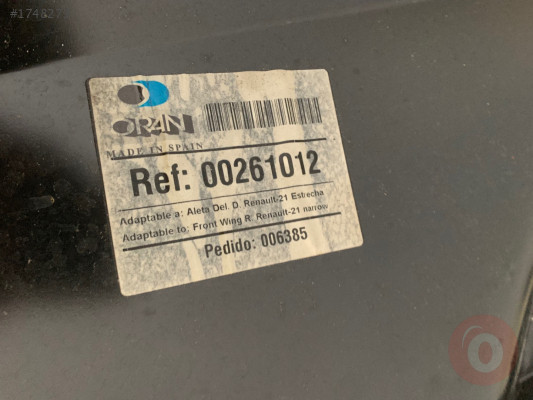 ORAN
MADE IN SPAIN
Ref: 00261012
Adaptable a: Aleta Del. D. Renault-21 Estrecha
Adaptable to: Front Wing R. Renault-21 narrow
Pedido: 006385